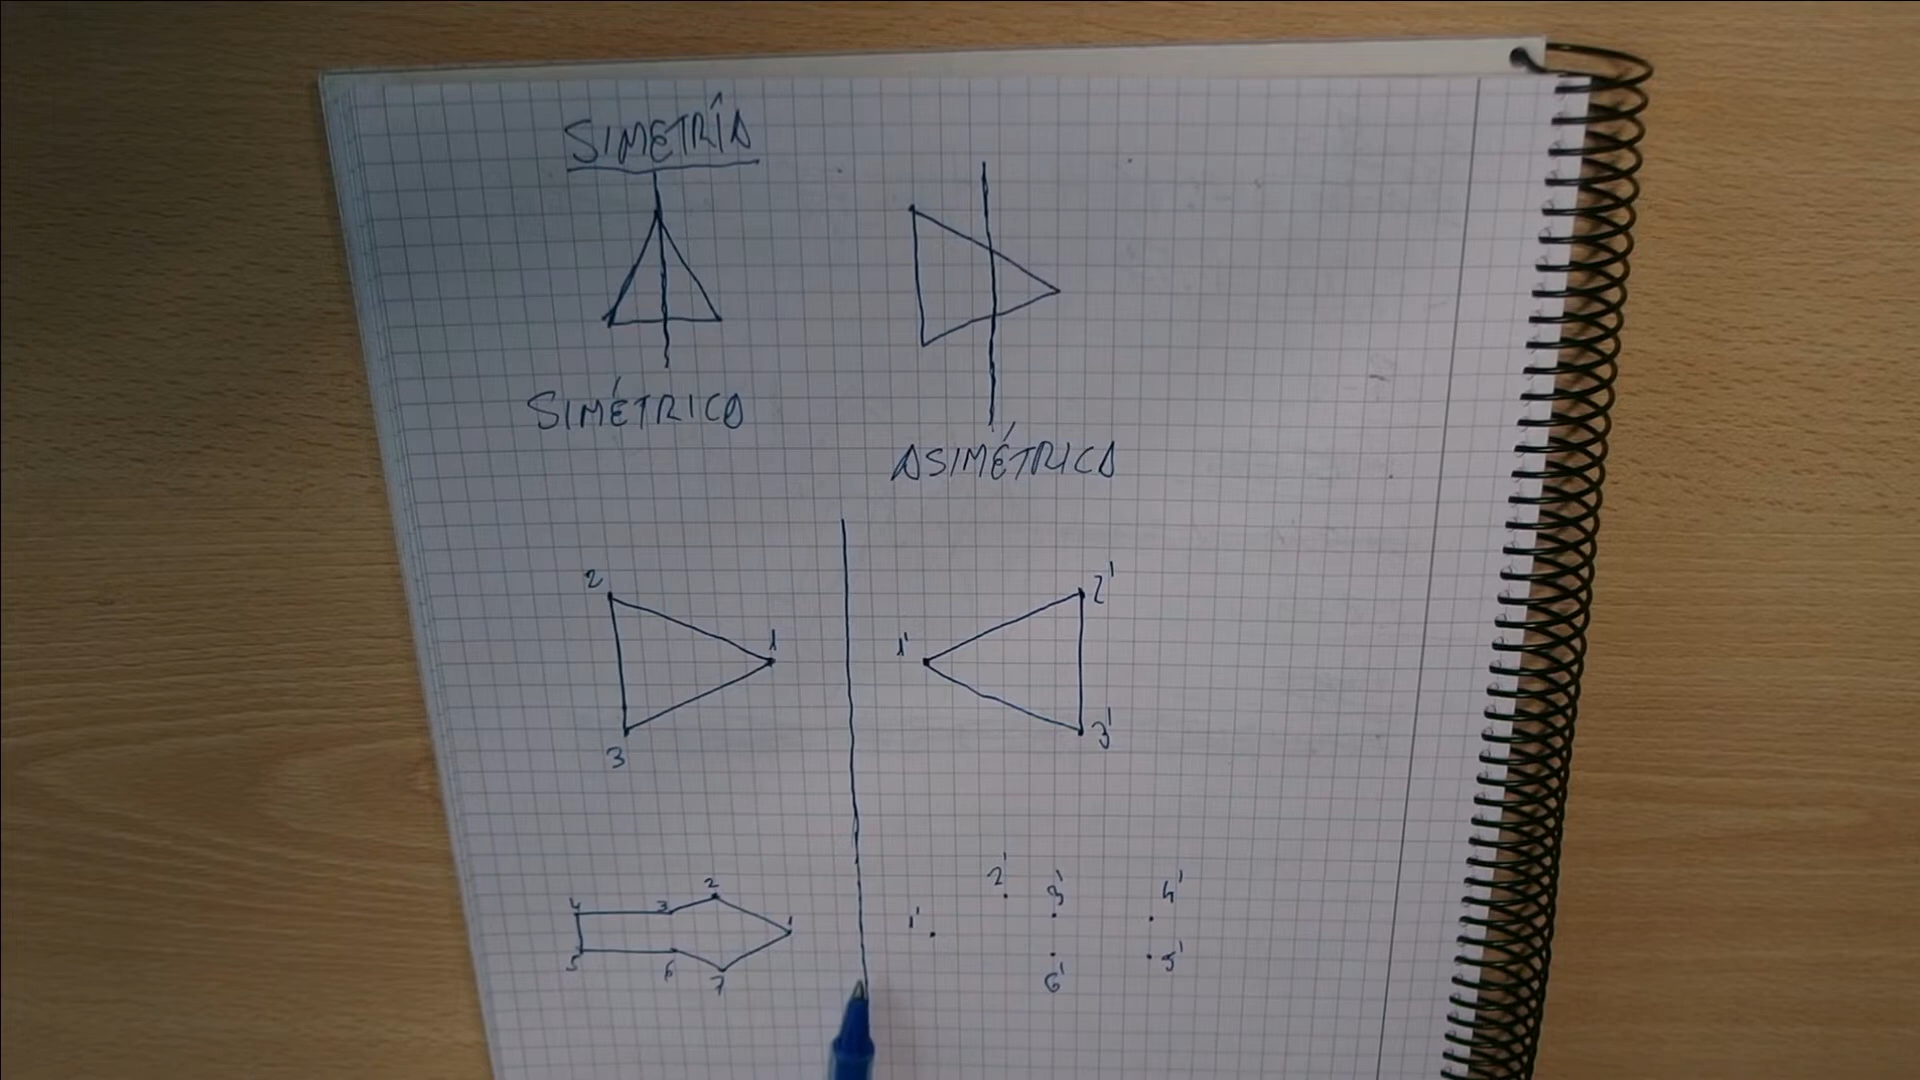 SIMETRÍA
SIMÉTRICO
ASIMÉTRICA
2 2'
1 1'
3 3'
2 2' 3' 4'
4 3 1 1'
5 6 7 6' 5'